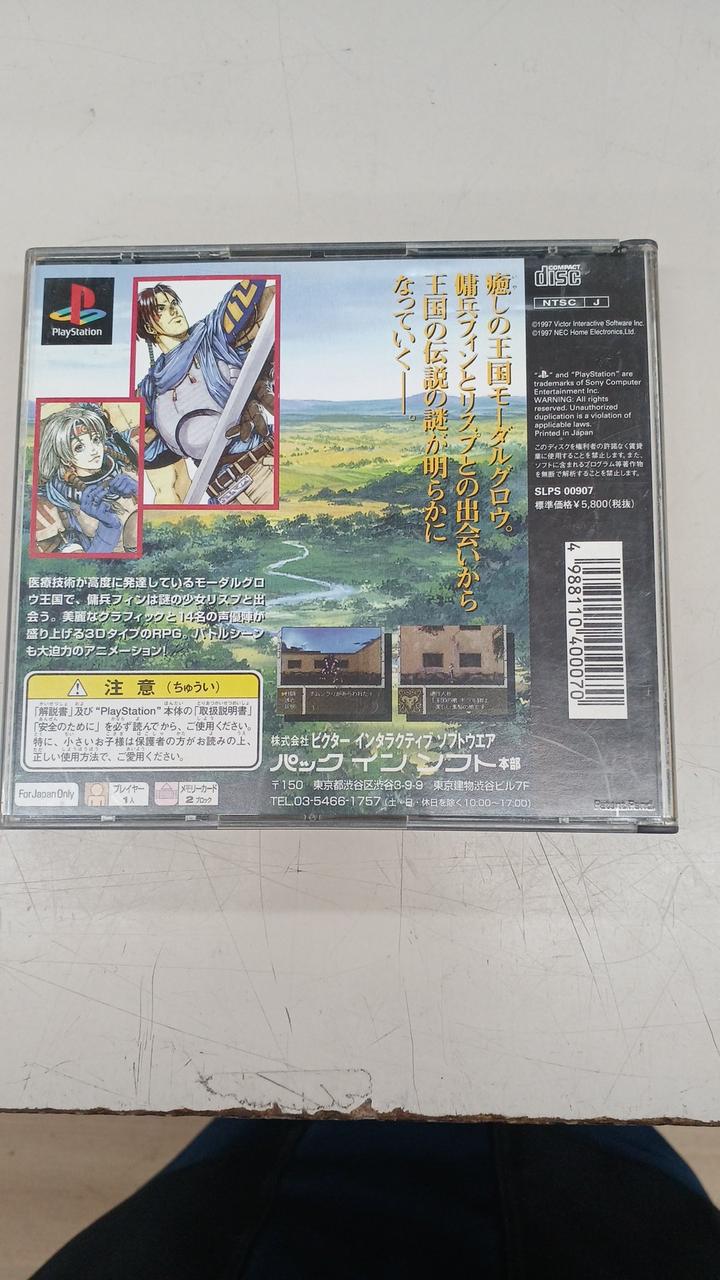 PlayStation
癒しの王国モーダルグロウ。
傭兵フィンとリスプとの出会いから
王国の伝説の謎が明らかに
なっていく──。
医療技術が高度に発達しているモーダルグロ
ウ王国で、傭兵フィンは謎の少女リスプと出
会う。美麗なグラフィックと14名の声優陣が
盛り上げる3DタイプのRPG。バトルシーン
も大迫力のアニメーション!
注意(ちゅうい)
「解説書」及び“PlayStation”本体の「取扱説明書」
「安全のために」を必ず読んでから、ご使用ください。
特に、小さいお子様は保護者の方がお読みの上、
正しい使用方法で、ご愛用ください。
For Japan Only
プレイヤー
1人
メモリーカード
2ブロック
株式会社 ビクター インタラクティブ ソフトウエア
パック イン ソフト 本部
〒150 東京都渋谷区渋谷3-9-9 東京建物渋谷ビル7F
TEL.03-5466-1757 (土・日・休日を除く10:00~17:00)
COMPACT
disc
NTSC J
©1997 Victor Interactive Software Inc.
©1997 NEC Home Electronics,Ltd.
" " and "PlayStation" are
trademarks of Sony Computer
Entertainment Inc.
WARNING: All rights
reserved. Unauthorized
duplication is a violation of
applicable laws.
Printed in Japan
このディスクを権利者の許諾なく賃貸
業に使用することを禁止します。また、
ソフトに含まれるプログラム等著作物
を無断で解析することを禁止します。
SLPS 00907
標準価格¥5,800(税抜)
4 988110 400070
Patent Pend.